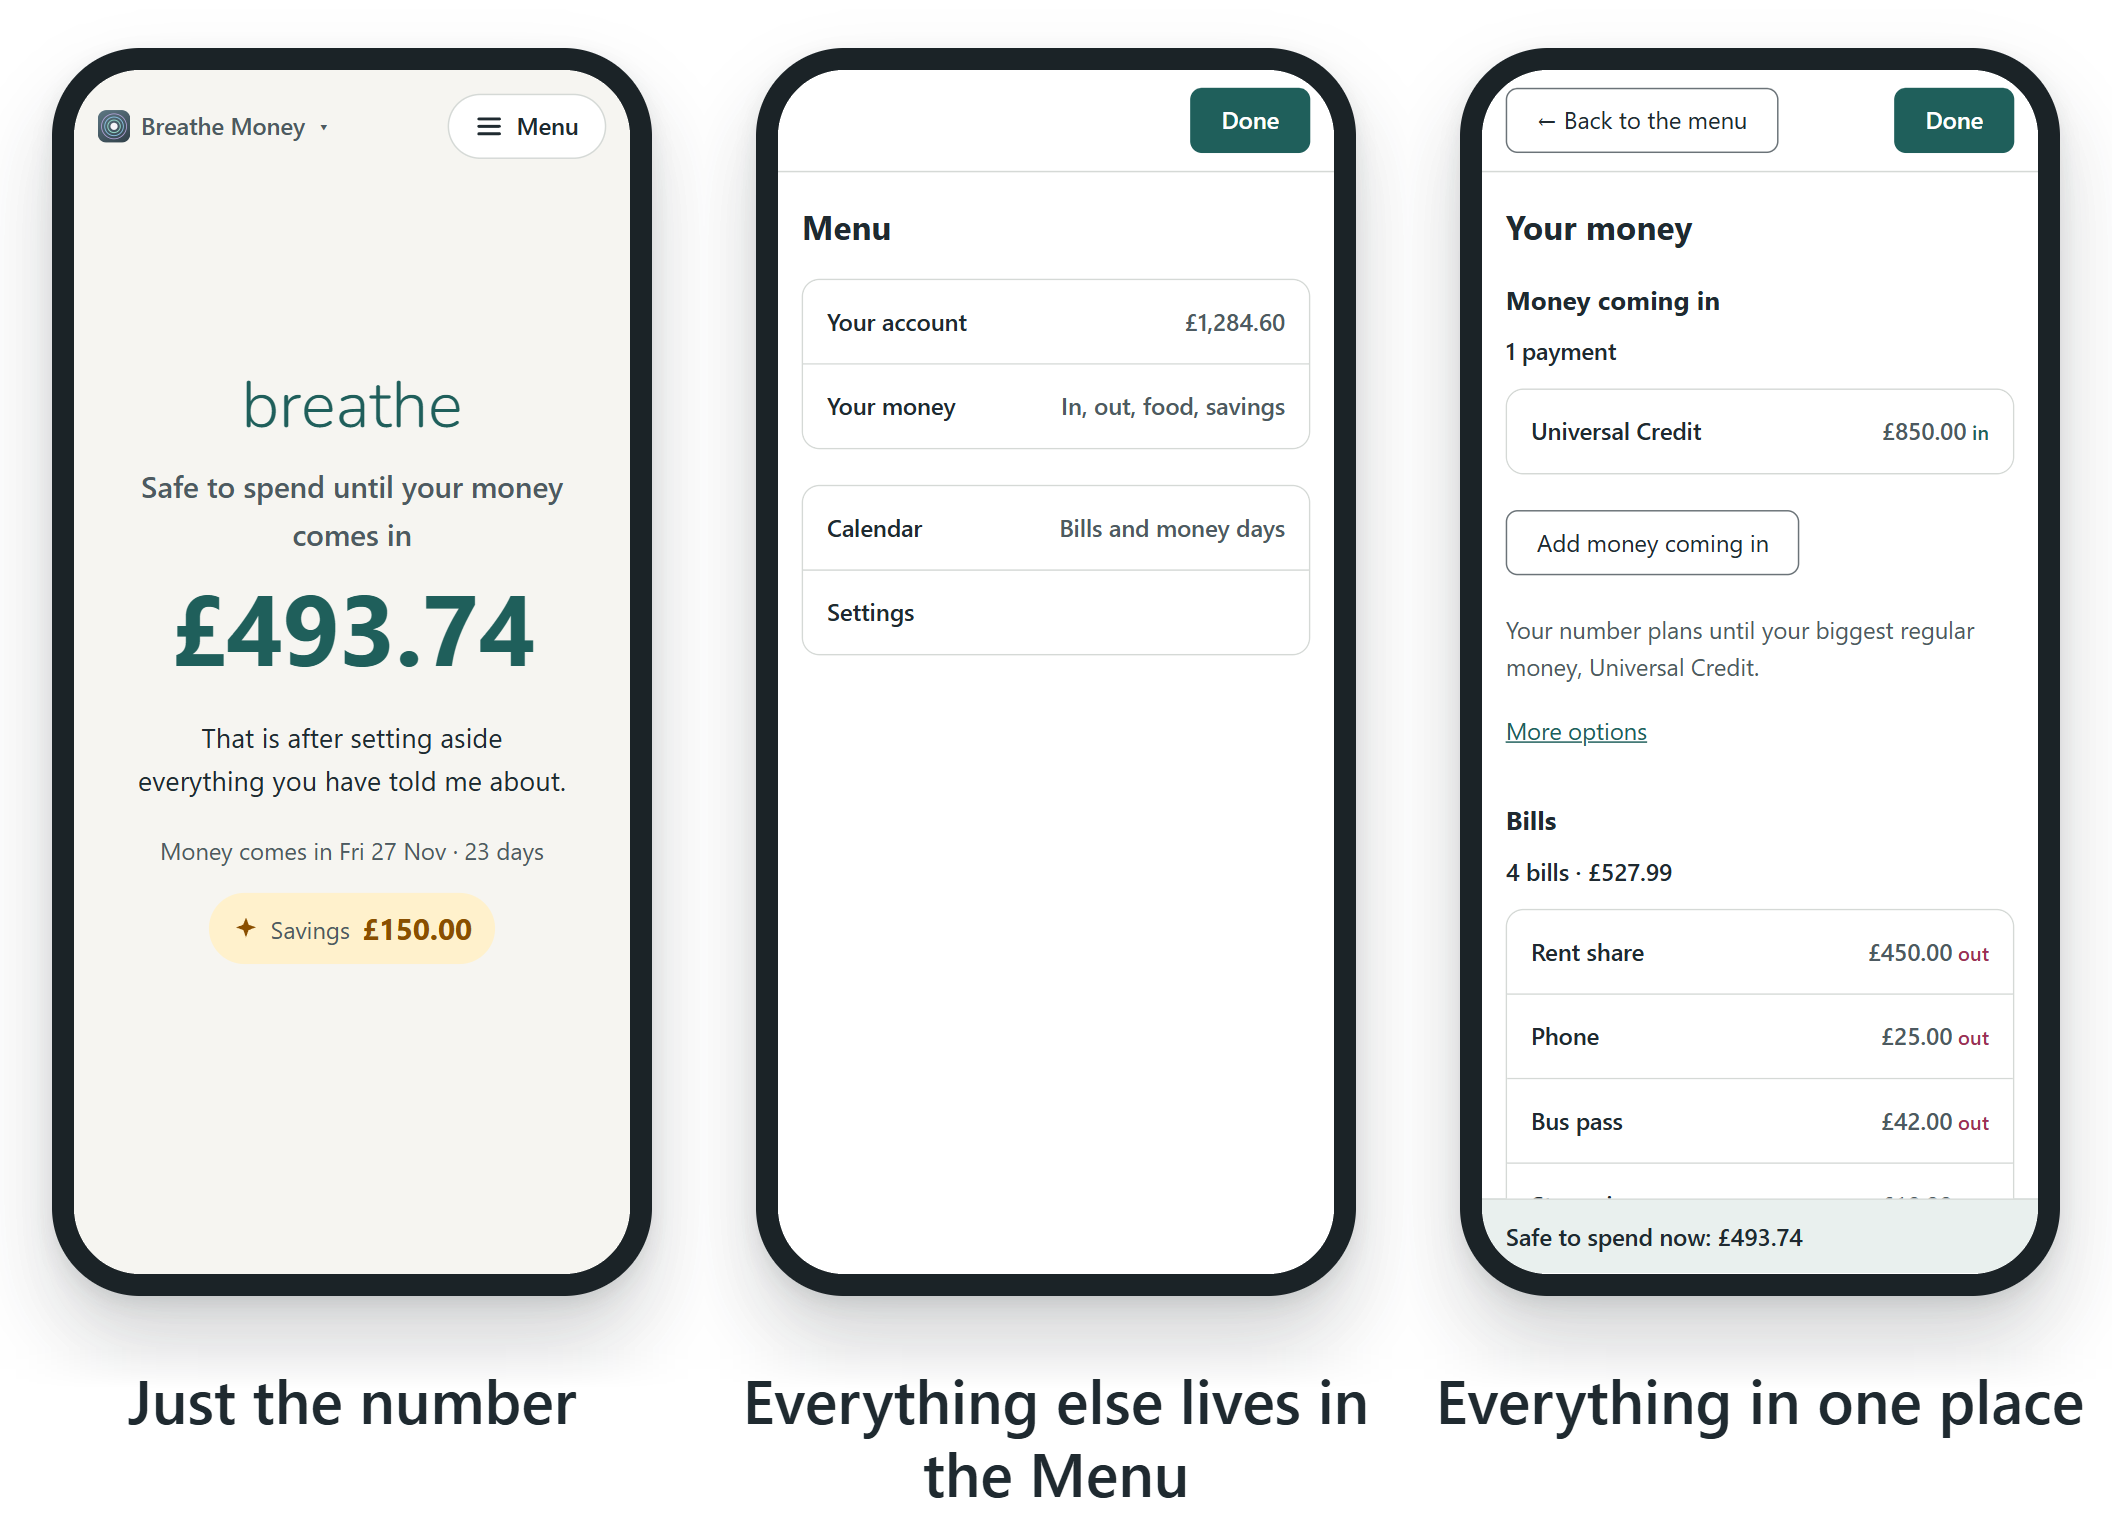 Breathe Money ▾
Menu
breathe
Safe to spend until your money
comes in
£493.74
That is after setting aside
everything you have told me about.
Money comes in Fri 27 Nov · 23 days
Savings £150.00
Just the number
Done
Menu
Your account £1,284.60
Your money In, out, food, savings
Calendar Bills and money days
Settings
Everything else lives in
the Menu
← Back to the menu Done
Your money
Money coming in
1 payment
Universal Credit £850.00 in
Add money coming in
Your number plans until your biggest regular
money, Universal Credit.
More options
Bills
4 bills · £527.99
Rent share £450.00 out
Phone £25.00 out
Bus pass £42.00 out
Safe to spend now: £493.74
Everything in one place